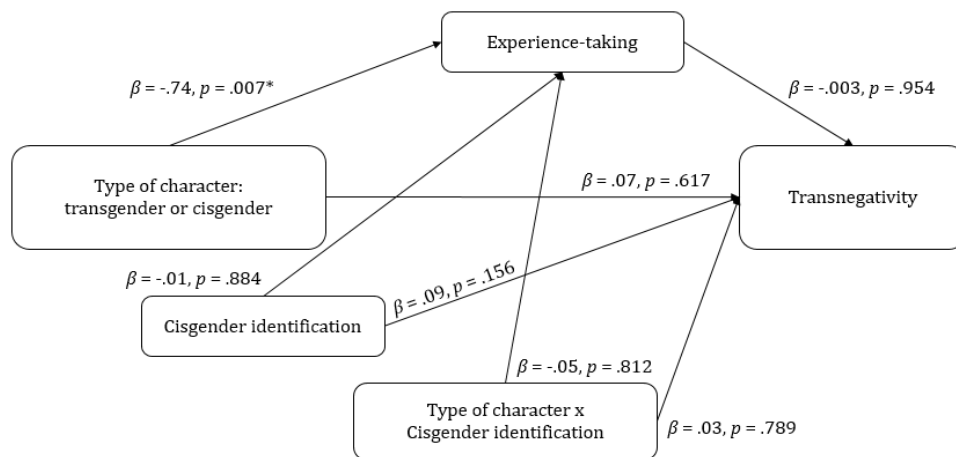 Experience-taking
β = -.74, p = .007*
β = -.003, p = .954
Type of character:
transgender or cisgender
β = .07, p = .617
Transnegativity
β = -.01, p = .884
β = .09, p = .156
Cisgender identification
β = -.05, p = .812
Type of character x
Cisgender identification
β = .03, p = .789